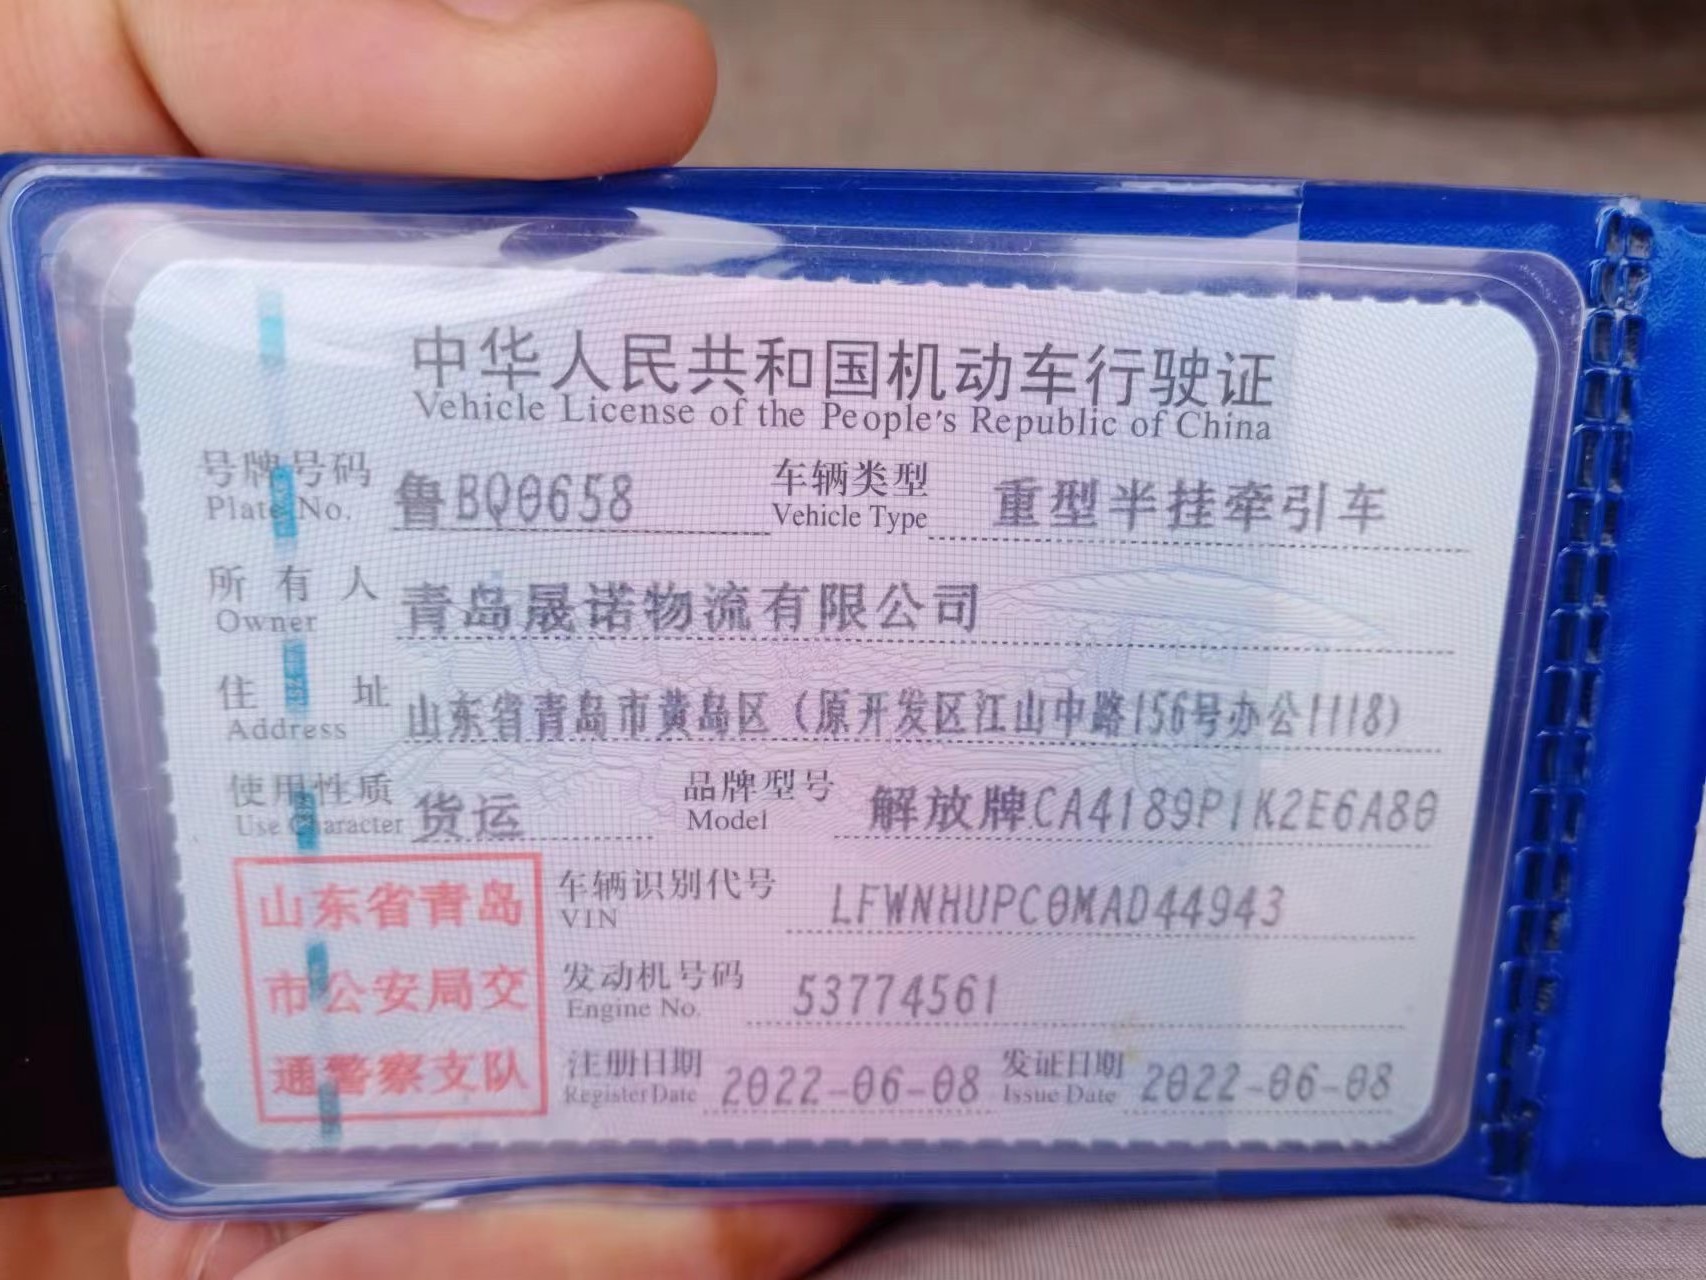 中华人民共和国机动车行驶证
Vehicle License of the People's Republic of China
号牌号码 鲁BQ0658 车辆类型 重型半挂牵引车
Plate No. Vehicle Type
所有人 青岛晟诺物流有限公司
Owner
住址 山东省青岛市黄岛区（原开发区江山中路156号办公1118）
Address
使用性质 货运 品牌型号 解放牌CA4189P1K2E6A80
Use Character Model
车辆识别代号 LFWNHUPC0MAD44943
VIN
发动机号码 53774561
Engine No.
注册日期 2022-06-08 发证日期 2022-06-08
Register Date Issue Date
山东省青岛
市公安局交
通警察支队